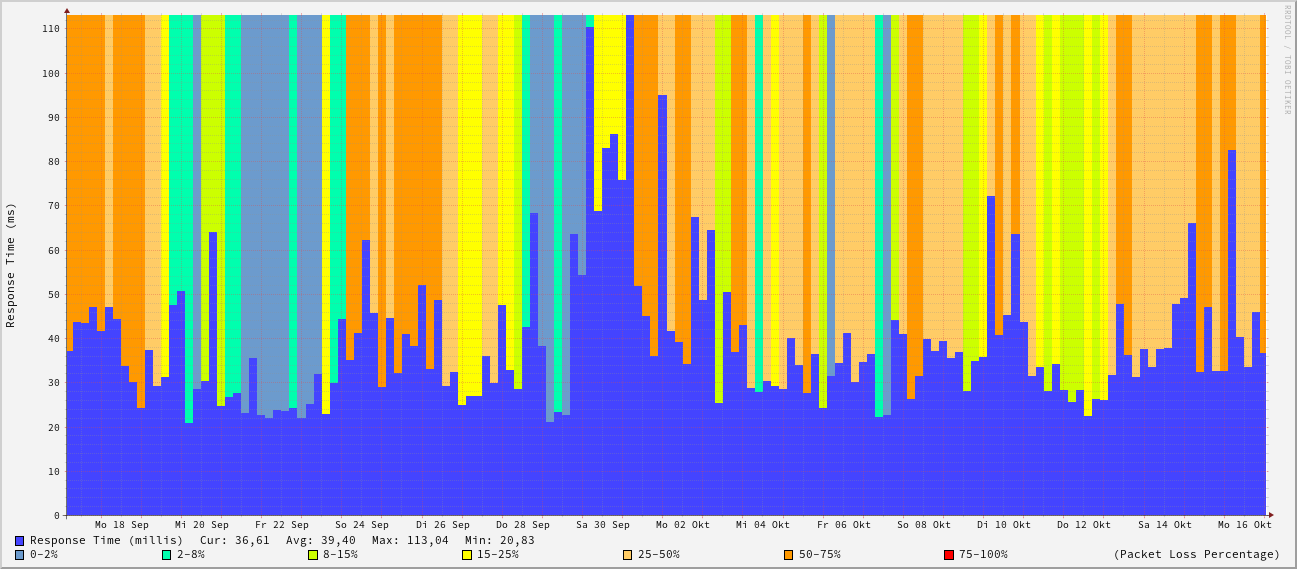 RRDTOOL / TOBI OETIKER
Response Time (ms)
110
100
90
80
70
60
50
40
30
20
10
0
Mo 18 Sep Mi 20 Sep Fr 22 Sep So 24 Sep Di 26 Sep Do 28 Sep Sa 30 Sep Mo 02 Okt Mi 04 Okt Fr 06 Okt So 08 Okt Di 10 Okt Do 12 Okt Sa 14 Okt Mo 16 Okt
Response Time (millis) Cur: 36,61 Avg: 39,40 Max: 113,04 Min: 20,83
0-2% 2-8% 8-15% 15-25% 25-50% 50-75% 75-100% (Packet Loss Percentage)